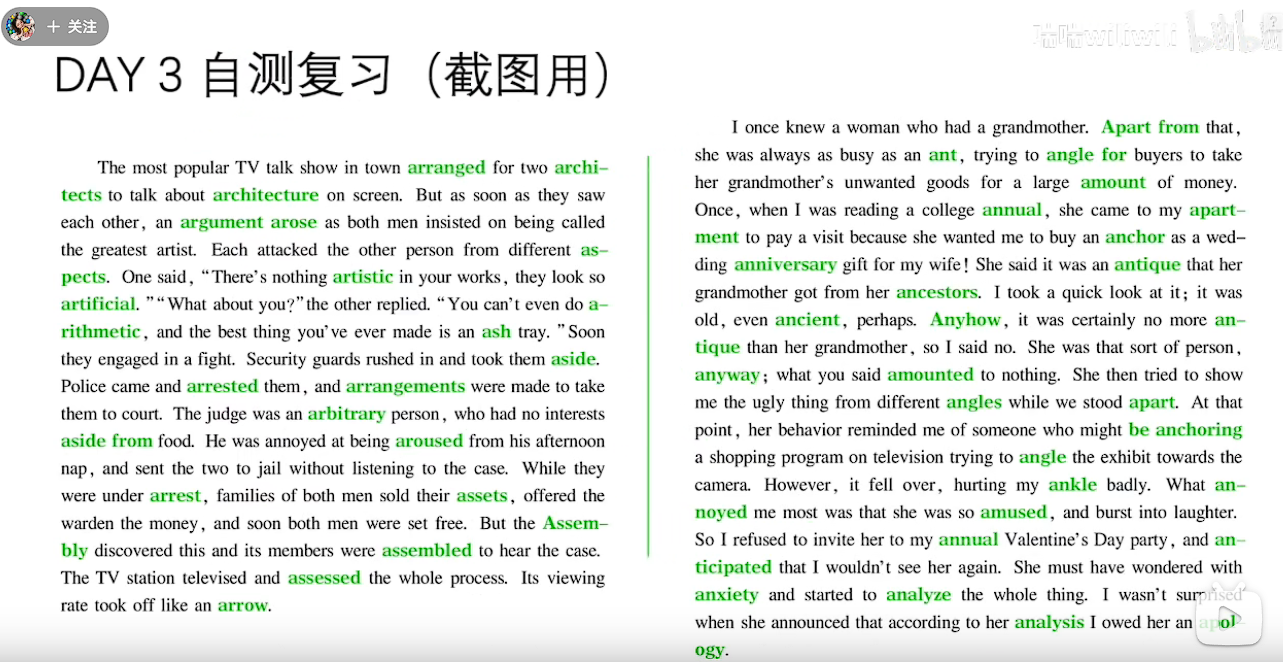 + 关注
DAY 3 自测复习（截图用）
The most popular TV talk show in town arranged for two archi–
tects to talk about architecture on screen. But as soon as they saw
each other, an argument arose as both men insisted on being called
the greatest artist. Each attacked the other person from different as–
pects. One said, “There’s nothing artistic in your works, they look so
artificial. ”“What about you?”the other replied. “You can’t even do a–
rithmetic, and the best thing you’ve ever made is an ash tray. ”Soon
they engaged in a fight. Security guards rushed in and took them aside.
Police came and arrested them, and arrangements were made to take
them to court. The judge was an arbitrary person, who had no interests
aside from food. He was annoyed at being aroused from his afternoon
nap, and sent the two to jail without listening to the case. While they
were under arrest, families of both men sold their assets, offered the
warden the money, and soon both men were set free. But the Assem–
bly discovered this and its members were assembled to hear the case.
The TV station televised and assessed the whole process. Its viewing
rate took off like an arrow.
I once knew a woman who had a grandmother. Apart from that,
she was always as busy as an ant, trying to angle for buyers to take
her grandmother’s unwanted goods for a large amount of money.
Once, when I was reading a college annual, she came to my apart–
ment to pay a visit because she wanted me to buy an anchor as a wed–
ding anniversary gift for my wife! She said it was an antique that her
grandmother got from her ancestors. I took a quick look at it; it was
old, even ancient, perhaps. Anyhow, it was certainly no more an–
tique than her grandmother, so I said no. She was that sort of person,
anyway; what you said amounted to nothing. She then tried to show
me the ugly thing from different angles while we stood apart. At that
point, her behavior reminded me of someone who might be anchoring
a shopping program on television trying to angle the exhibit towards the
camera. However, it fell over, hurting my ankle badly. What an–
noyed me most was that she was so amused, and burst into laughter.
So I refused to invite her to my annual Valentine’s Day party, and an–
ticipated that I wouldn’t see her again. She must have wondered with
anxiety and started to analyze the whole thing. I wasn’t surprised
when she announced that according to her analysis I owed her an apol–
ogy.